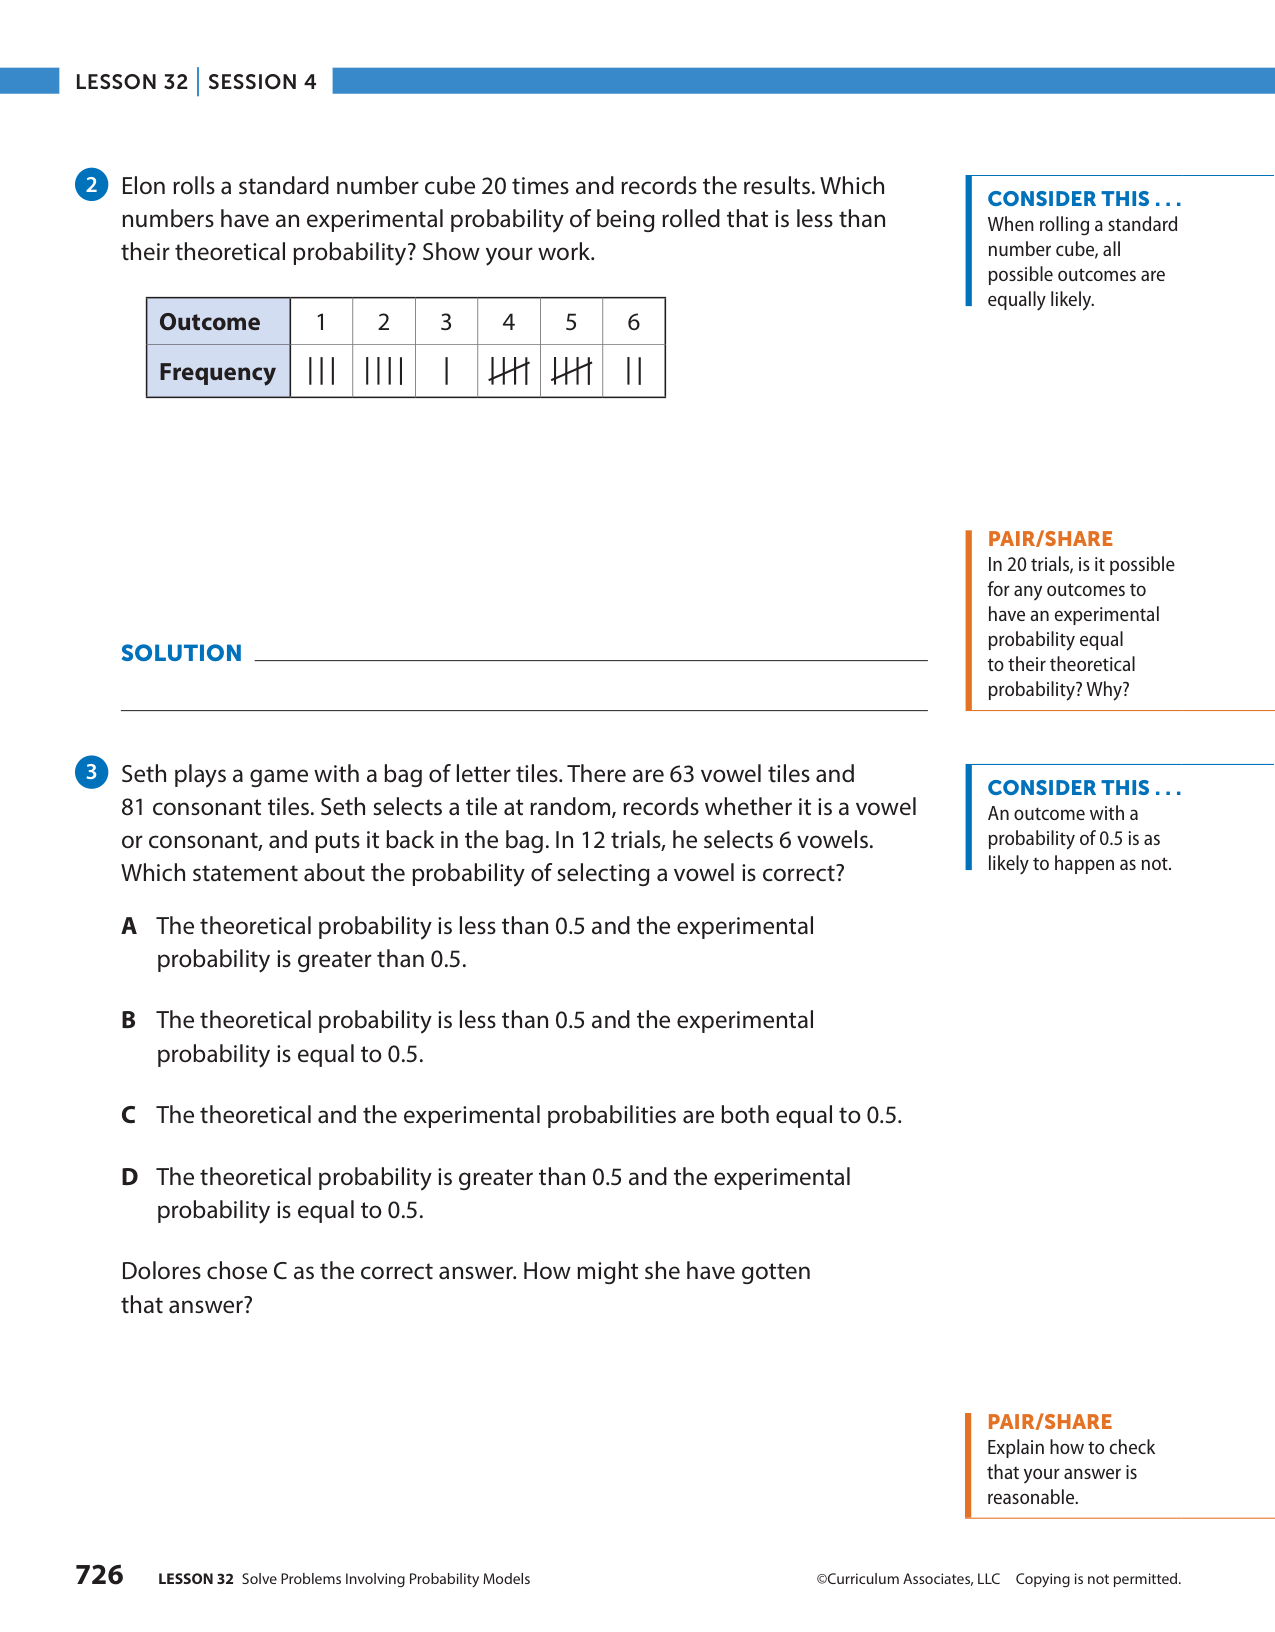 LESSON 32 | SESSION 4
2 Elon rolls a standard number cube 20 times and records the results. Which
numbers have an experimental probability of being rolled that is less than
their theoretical probability? Show your work.
Outcome 1 2 3 4 5 6
Frequency
SOLUTION
CONSIDER THIS . . .
When rolling a standard
number cube, all
possible outcomes are
equally likely.
PAIR/SHARE
In 20 trials, is it possible
for any outcomes to
have an experimental
probability equal
to their theoretical
probability? Why?
3 Seth plays a game with a bag of letter tiles. There are 63 vowel tiles and
81 consonant tiles. Seth selects a tile at random, records whether it is a vowel
or consonant, and puts it back in the bag. In 12 trials, he selects 6 vowels.
Which statement about the probability of selecting a vowel is correct?
A The theoretical probability is less than 0.5 and the experimental
probability is greater than 0.5.
B The theoretical probability is less than 0.5 and the experimental
probability is equal to 0.5.
C The theoretical and the experimental probabilities are both equal to 0.5.
D The theoretical probability is greater than 0.5 and the experimental
probability is equal to 0.5.
Dolores chose C as the correct answer. How might she have gotten
that answer?
CONSIDER THIS . . .
An outcome with a
probability of 0.5 is as
likely to happen as not.
PAIR/SHARE
Explain how to check
that your answer is
reasonable.
726 LESSON 32 Solve Problems Involving Probability Models ©Curriculum Associates, LLC Copying is not permitted.